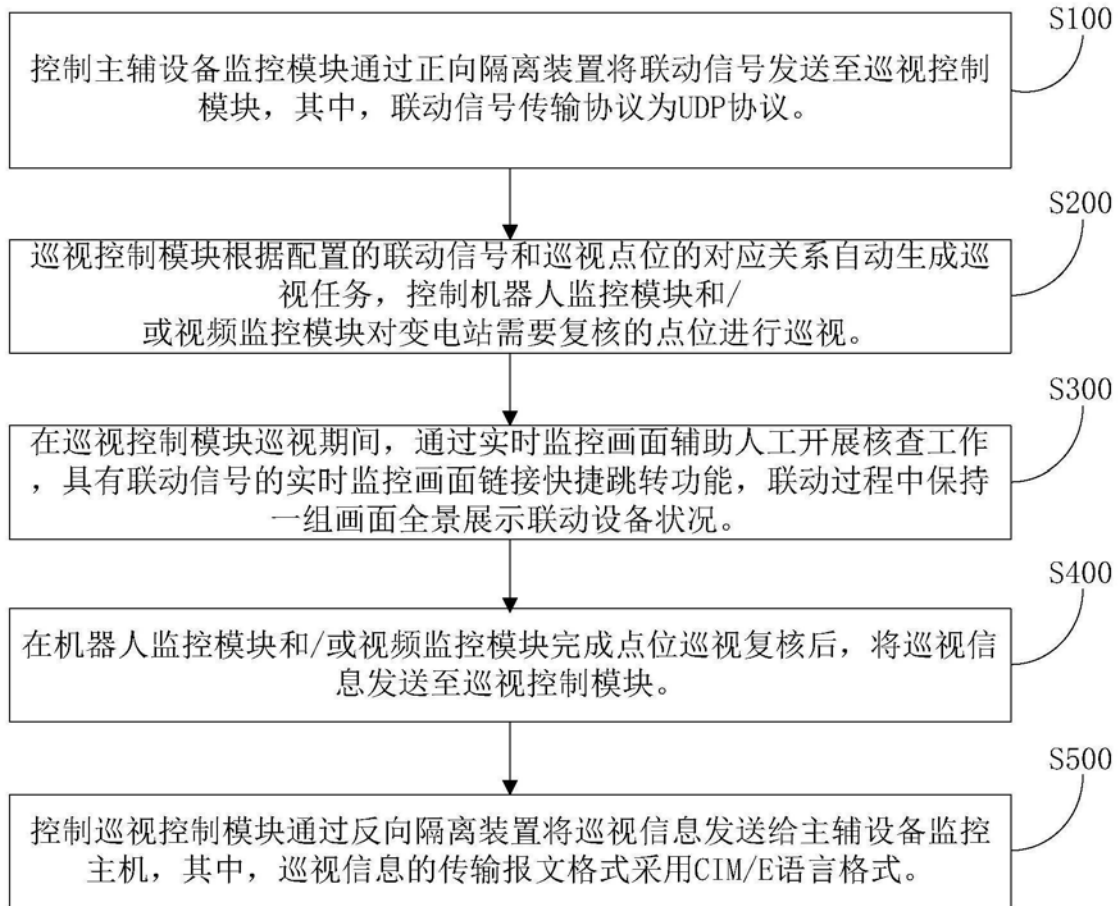 S100
控制主辅设备监控模块通过正向隔离装置将联动信号发送至巡视控制
模块，其中，联动信号传输协议为UDP协议。
S200
巡视控制模块根据配置的联动信号和巡视点位的对应关系自动生成巡
视任务，控制机器人监控模块和/
或视频监控模块对变电站需要复核的点位进行巡视。
S300
在巡视控制模块巡视期间，通过实时监控画面辅助人工开展核查工作
，具有联动信号的实时监控画面链接快捷跳转功能，联动过程中保持
一组画面全景展示联动设备状况。
S400
在机器人监控模块和/或视频监控模块完成点位巡视复核后，将巡视信
息发送至巡视控制模块。
S500
控制巡视控制模块通过反向隔离装置将巡视信息发送给主辅设备监控
主机，其中，巡视信息的传输报文格式采用CIM/E语言格式。